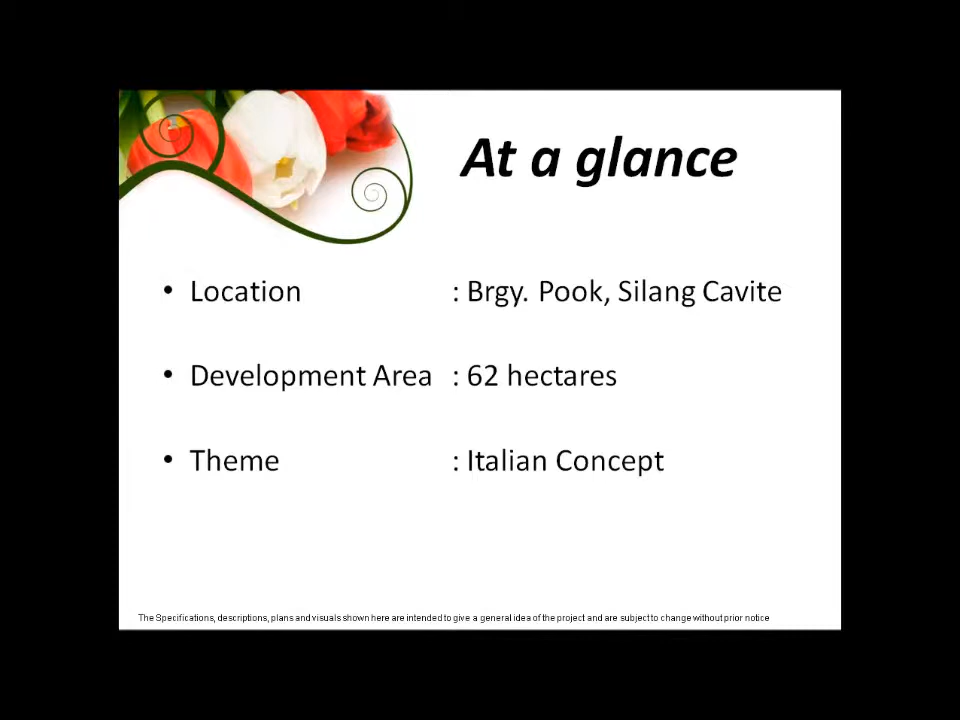 At a glance
• Location : Brgy. Pook, Silang Cavite
• Development Area : 62 hectares
• Theme : Italian Concept
The Specifications, descriptions, plans and visuals shown here are intended to give a general idea of the project and are subject to change without prior notice